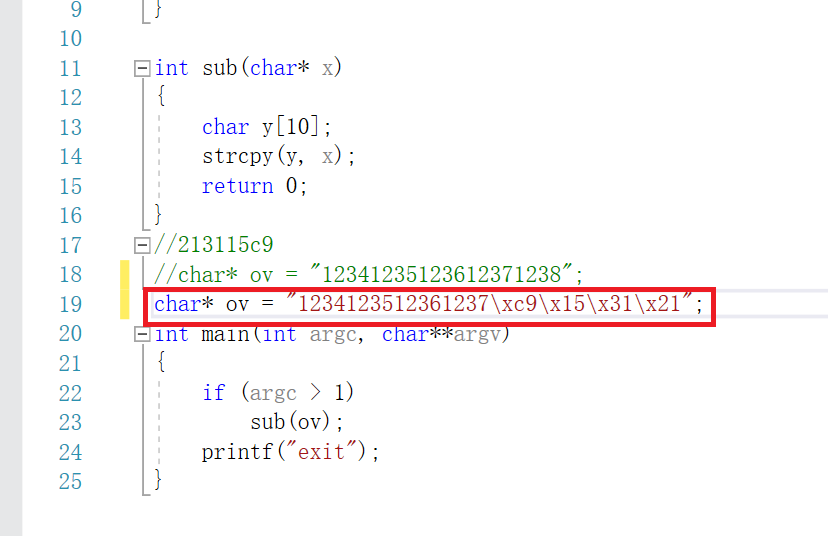 9 }
10
11 int sub(char* x)
12 {
13 char y[10];
14 strcpy(y, x);
15 return 0;
16 }
17 //213115c9
18 //char* ov = "12341235123612371238";
19 char* ov = "1234123512361237\xc9\x15\x31\x21";
20 int main(int argc, char**argv)
21 {
22 if (argc > 1)
23 sub(ov);
24 printf("exit");
25 }